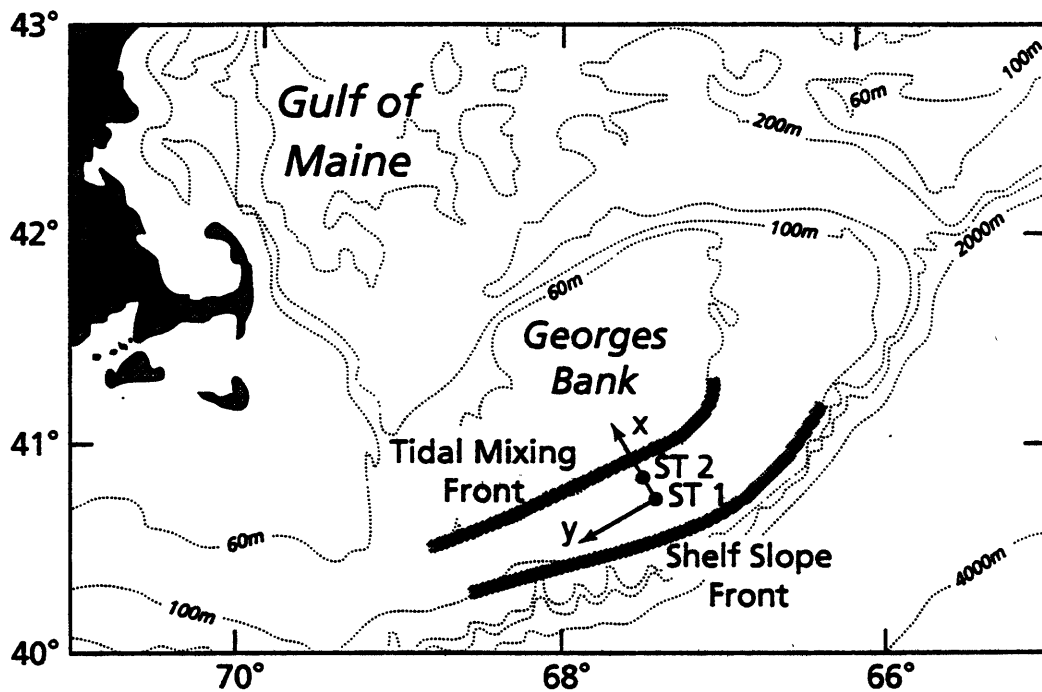 43°
100m
60m
Gulf of
Maine
200m
42°
100m
2000m
60m
Georges
Bank
x
41°
Tidal Mixing
Front
ST 2
ST 1
y
60m
Shelf Slope
Front
4000m
100m
40°
70°
68°
66°